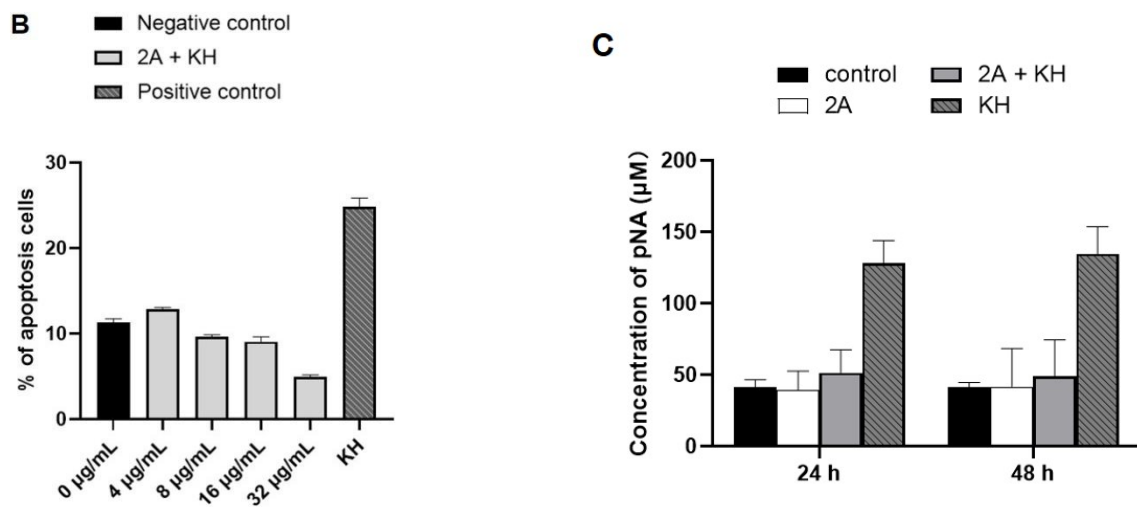 B
Negative control
2A + KH
Positive control
% of apoptosis cells
30
20
10
0
0 µg/mL
4 µg/mL
8 µg/mL
16 µg/mL
32 µg/mL
KH
C
control
2A + KH
2A
KH
Concentration of pNA (µM)
200
150
100
50
0
24 h
48 h